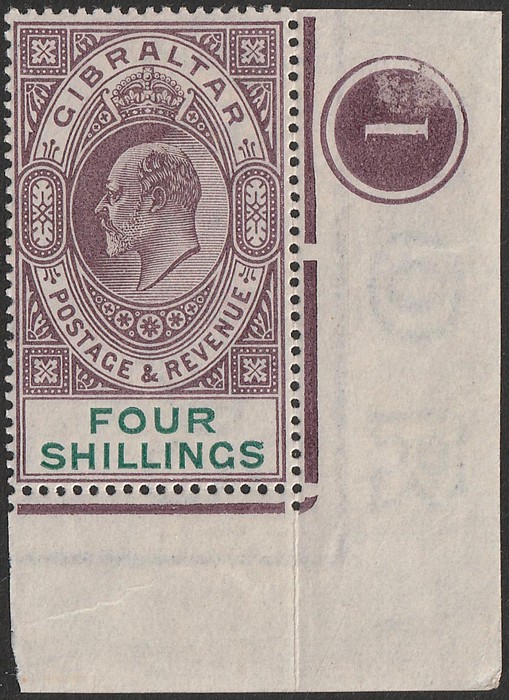 GIBRALTAR
POSTAGE & REVENUE
FOUR
SHILLINGS
1